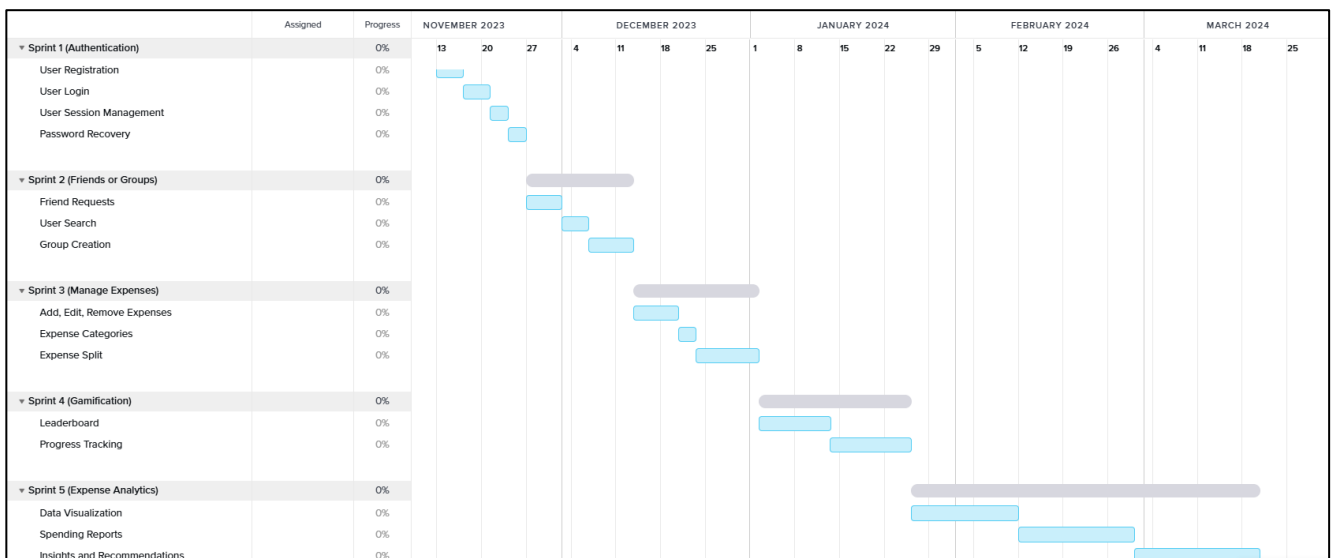 Assigned Progress NOVEMBER 2023 DECEMBER 2023 JANUARY 2024 FEBRUARY 2024 MARCH 2024
▼ Sprint 1 (Authentication) 0% 13 20 27 4 11 18 25 1 8 15 22 29 5 12 19 26 4 11 18 25
User Registration 0%
User Login 0%
User Session Management 0%
Password Recovery 0%
▼ Sprint 2 (Friends or Groups) 0%
Friend Requests 0%
User Search 0%
Group Creation 0%
▼ Sprint 3 (Manage Expenses) 0%
Add, Edit, Remove Expenses 0%
Expense Categories 0%
Expense Split 0%
▼ Sprint 4 (Gamification) 0%
Leaderboard 0%
Progress Tracking 0%
▼ Sprint 5 (Expense Analytics) 0%
Data Visualization 0%
Spending Reports 0%
Insights and Recommendations 0%